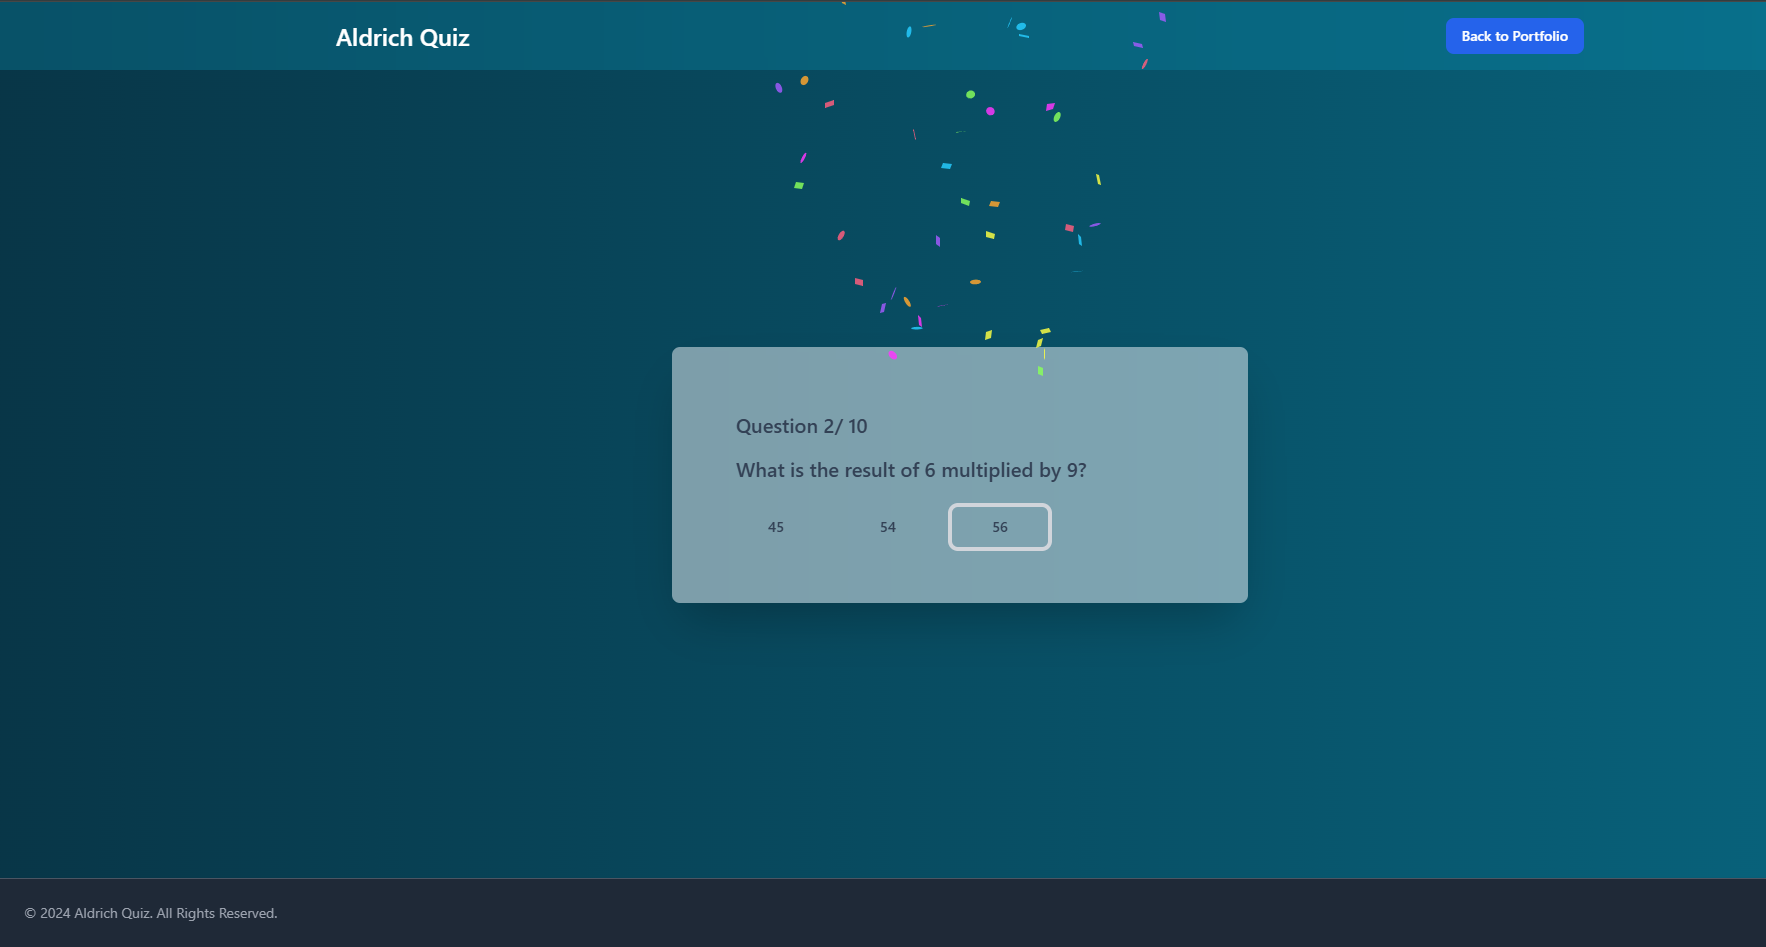 Aldrich Quiz
Back to Portfolio
Question 2/ 10
What is the result of 6 multiplied by 9?
45
54
56
© 2024 Aldrich Quiz. All Rights Reserved.